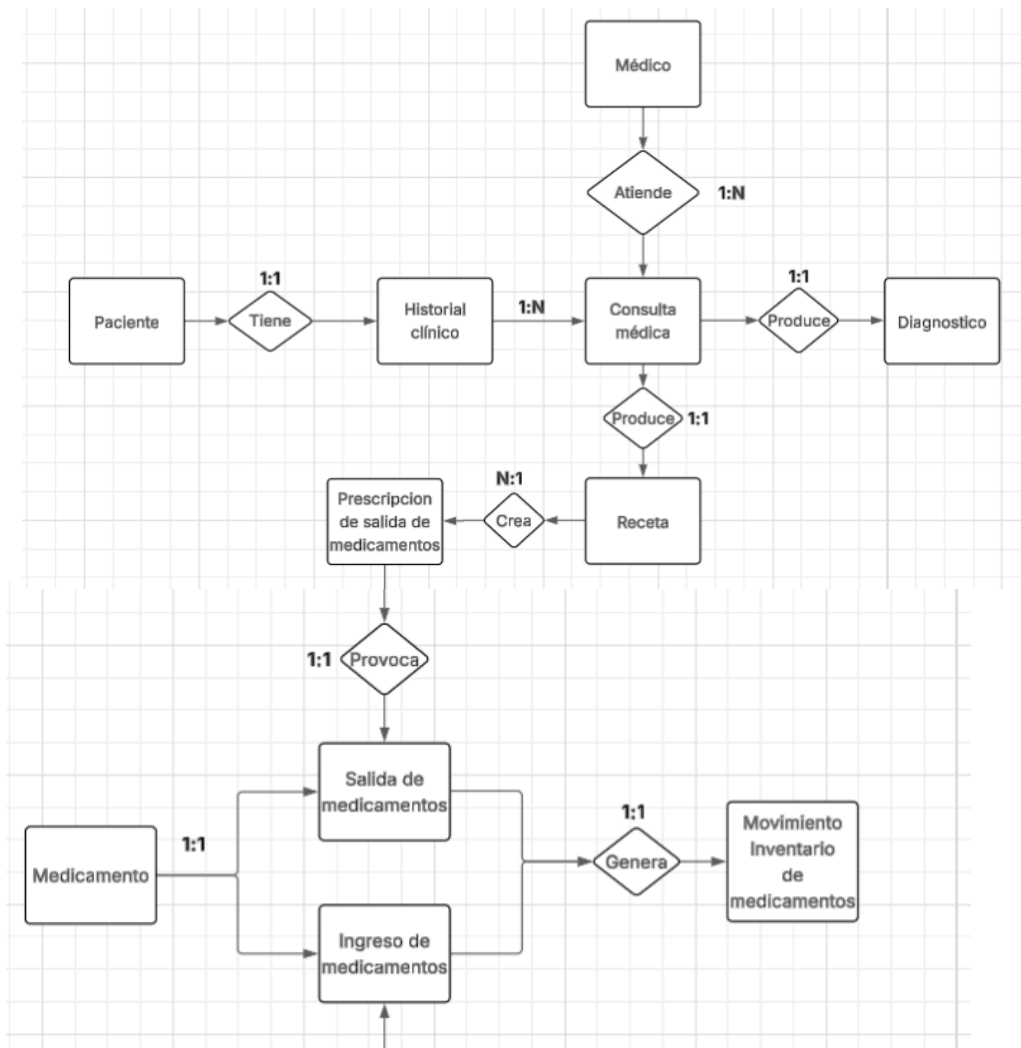 Médico
Atiende
1:N
Paciente
1:1
Tiene
Historial
clínico
1:N
Consulta
médica
1:1
Produce
Diagnostico
Produce
1:1
Prescripcion
de salida de
medicamentos
N:1
Crea
Receta
1:1
Provoca
Salida de
medicamentos
Medicamento
1:1
Ingreso de
medicamentos
1:1
Genera
Movimiento
Inventario
de
medicamentos